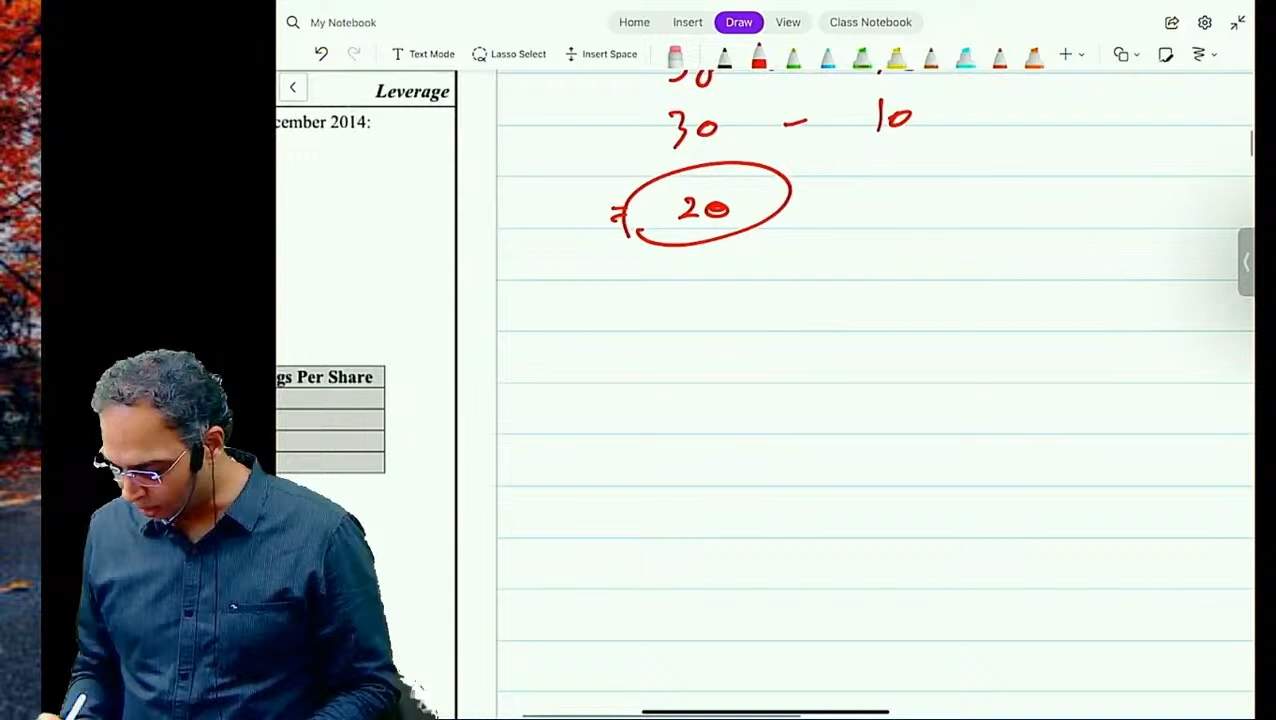 My Notebook
Home Insert Draw View Class Notebook
Text Mode Lasso Select Insert Space
Leverage
cember 2014:
30 - 10
= 20
gs Per Share